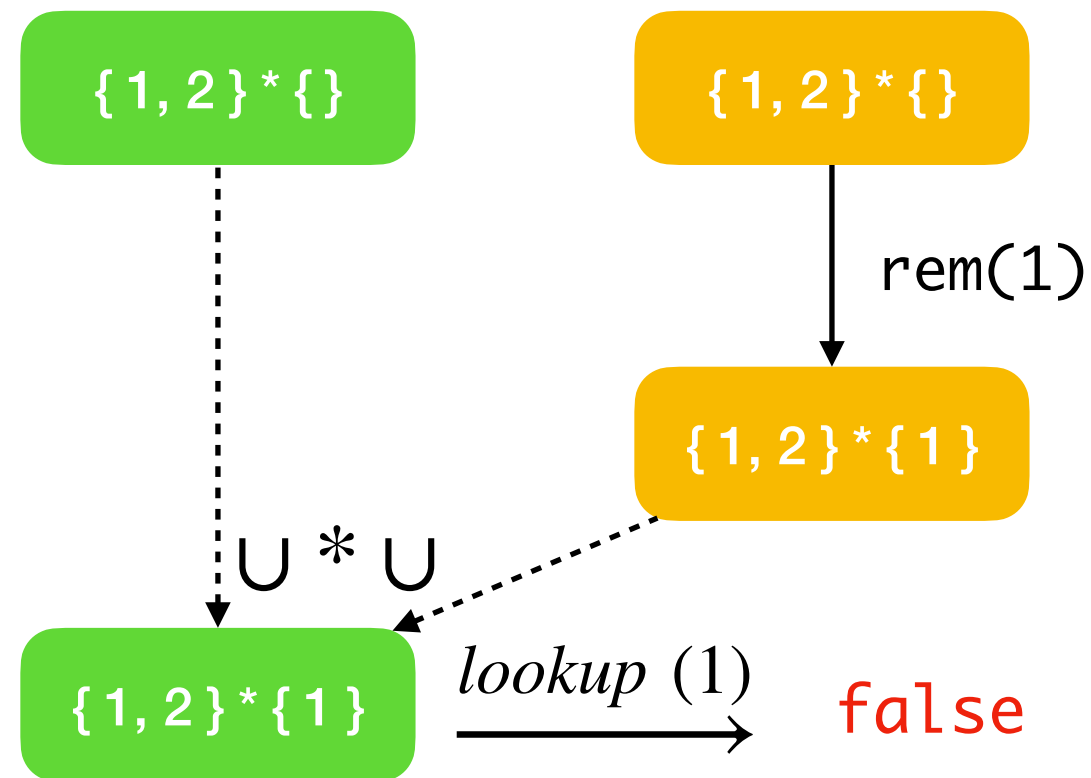 { 1, 2 } * { }
{ 1, 2 } * { }
rem(1)
{ 1, 2 } * { 1 }
∪ * ∪
{ 1, 2 } * { 1 }
lookup (1)
false